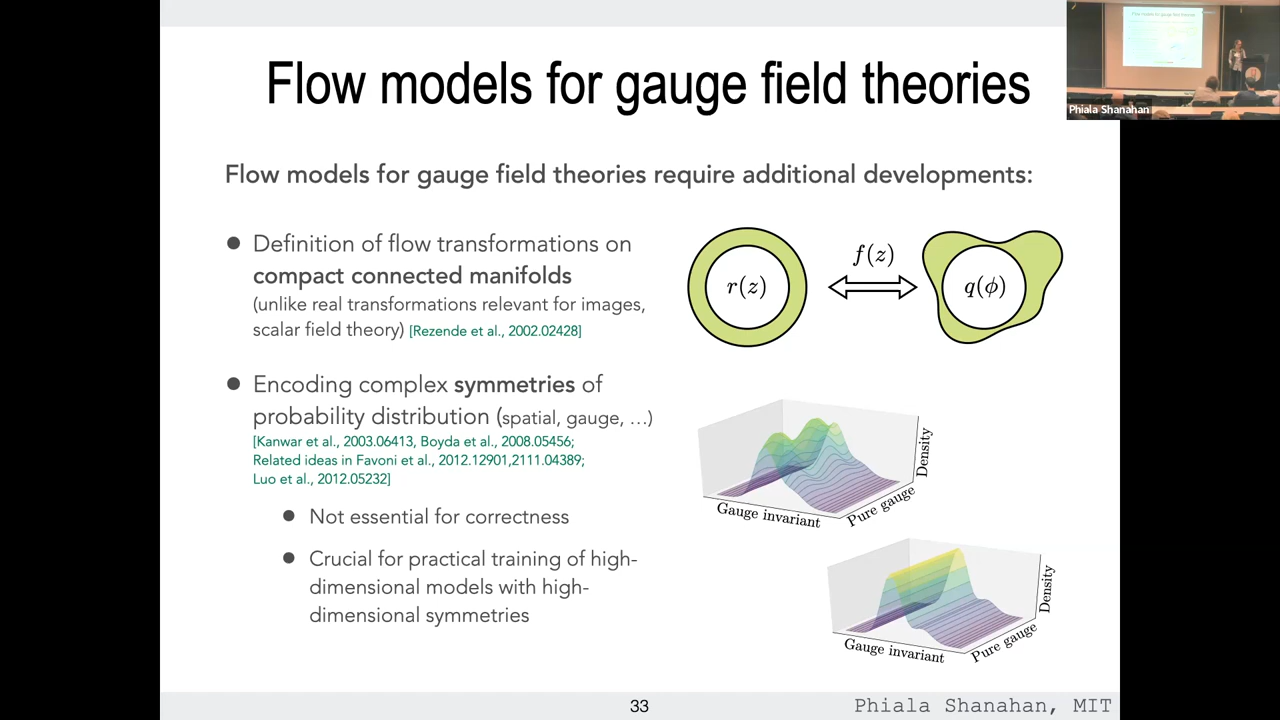 Flow models for gauge field theories
Phiala Shanahan
Flow models for gauge field theories require additional developments:
● Definition of flow transformations on
compact connected manifolds
(unlike real transformations relevant for images,
scalar field theory) [Rezende et al., 2002.02428]
r(z)
f(z)
q(ϕ)
● Encoding complex symmetries of
probability distribution (spatial, gauge, …)
[Kanwar et al., 2003.06413, Boyda et al., 2008.05456;
Related ideas in Favoni et al., 2012.12901,2111.04389;
Luo et al., 2012.05232]
● Not essential for correctness
● Crucial for practical training of high-
dimensional models with high-
dimensional symmetries
Gauge invariant
Pure gauge
Density
Gauge invariant
Pure gauge
Density
33
Phiala Shanahan, MIT